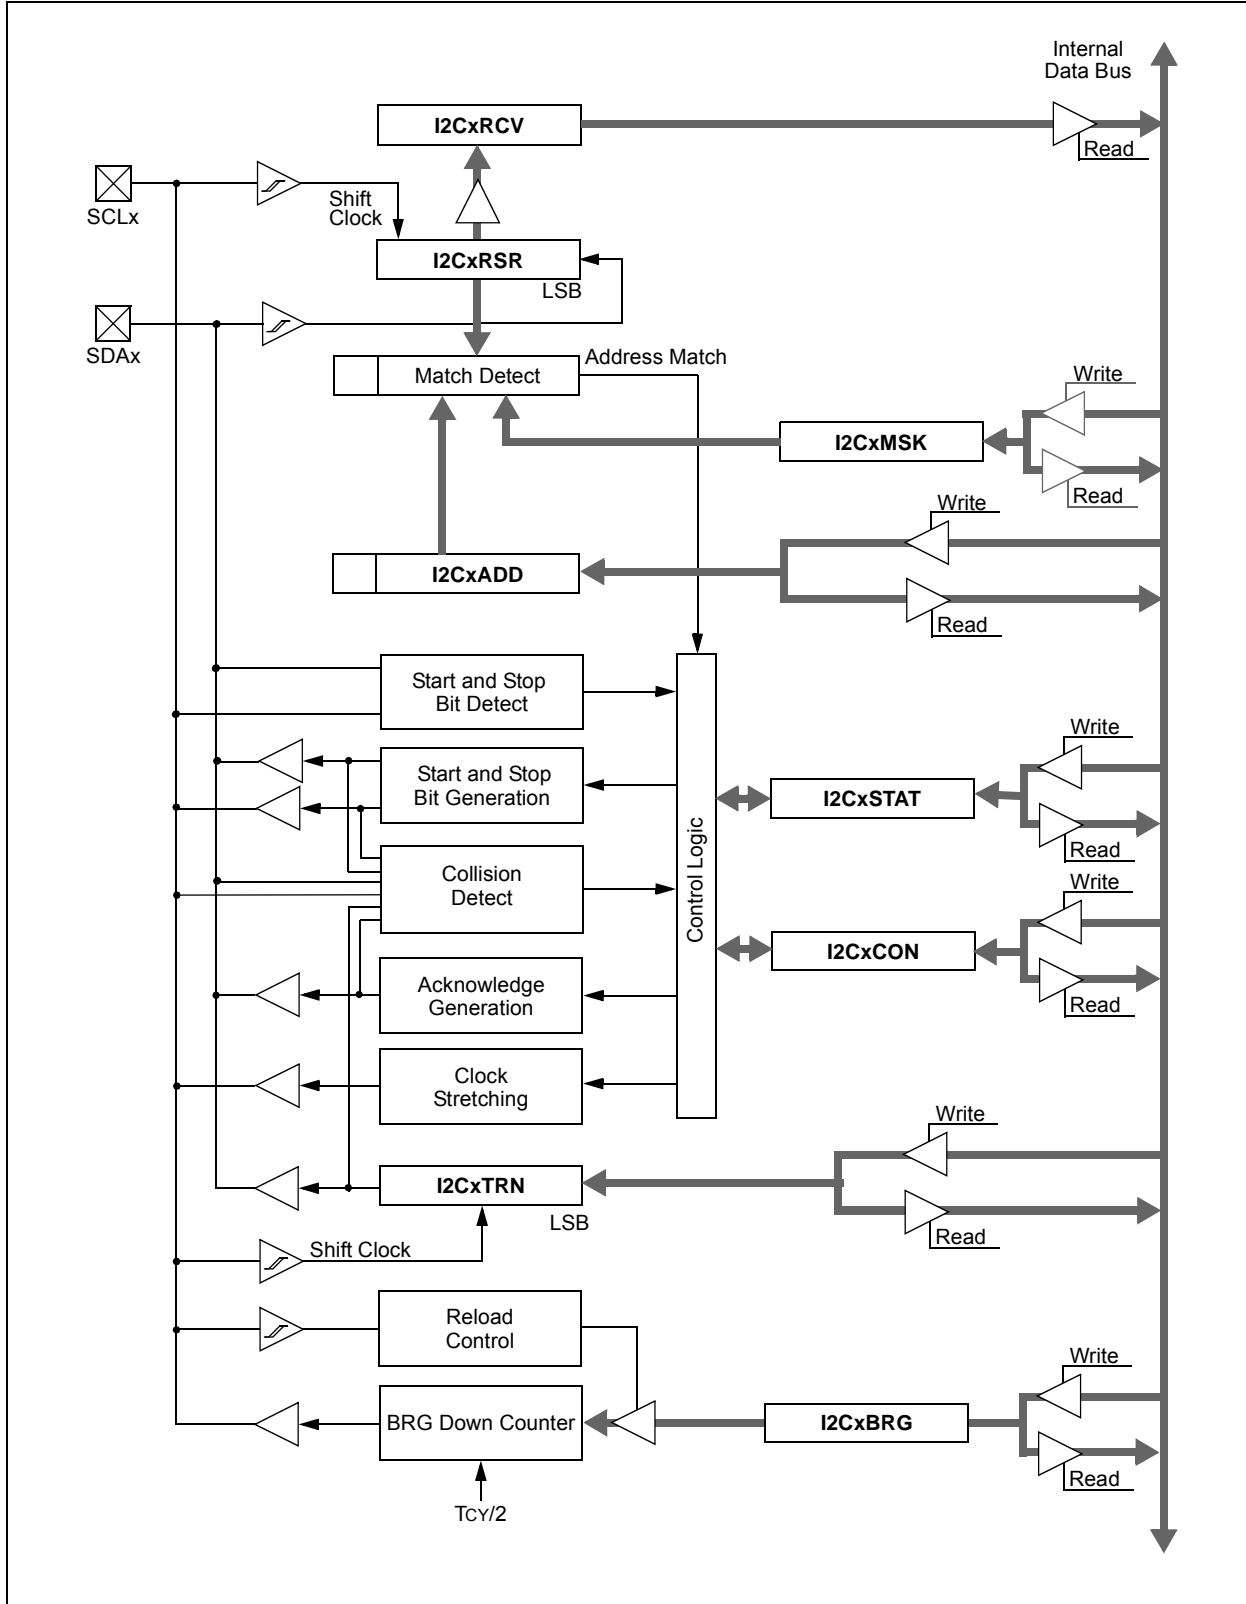 Internal
Data Bus
I2CxRCV
Read
SCLx
Shift
Clock
I2CxRSR
LSB
SDAx
Match Detect
Address Match
Write
I2CxMSK
Read
Write
I2CxADD
Read
Start and Stop
Bit Detect
Start and Stop
Bit Generation
Write
I2CxSTAT
Read
Collision
Detect
Control Logic
Write
I2CxCON
Read
Acknowledge
Generation
Clock
Stretching
Write
I2CxTRN
LSB
Read
Shift Clock
Reload
Control
Write
BRG Down Counter
I2CxBRG
Read
TCY/2